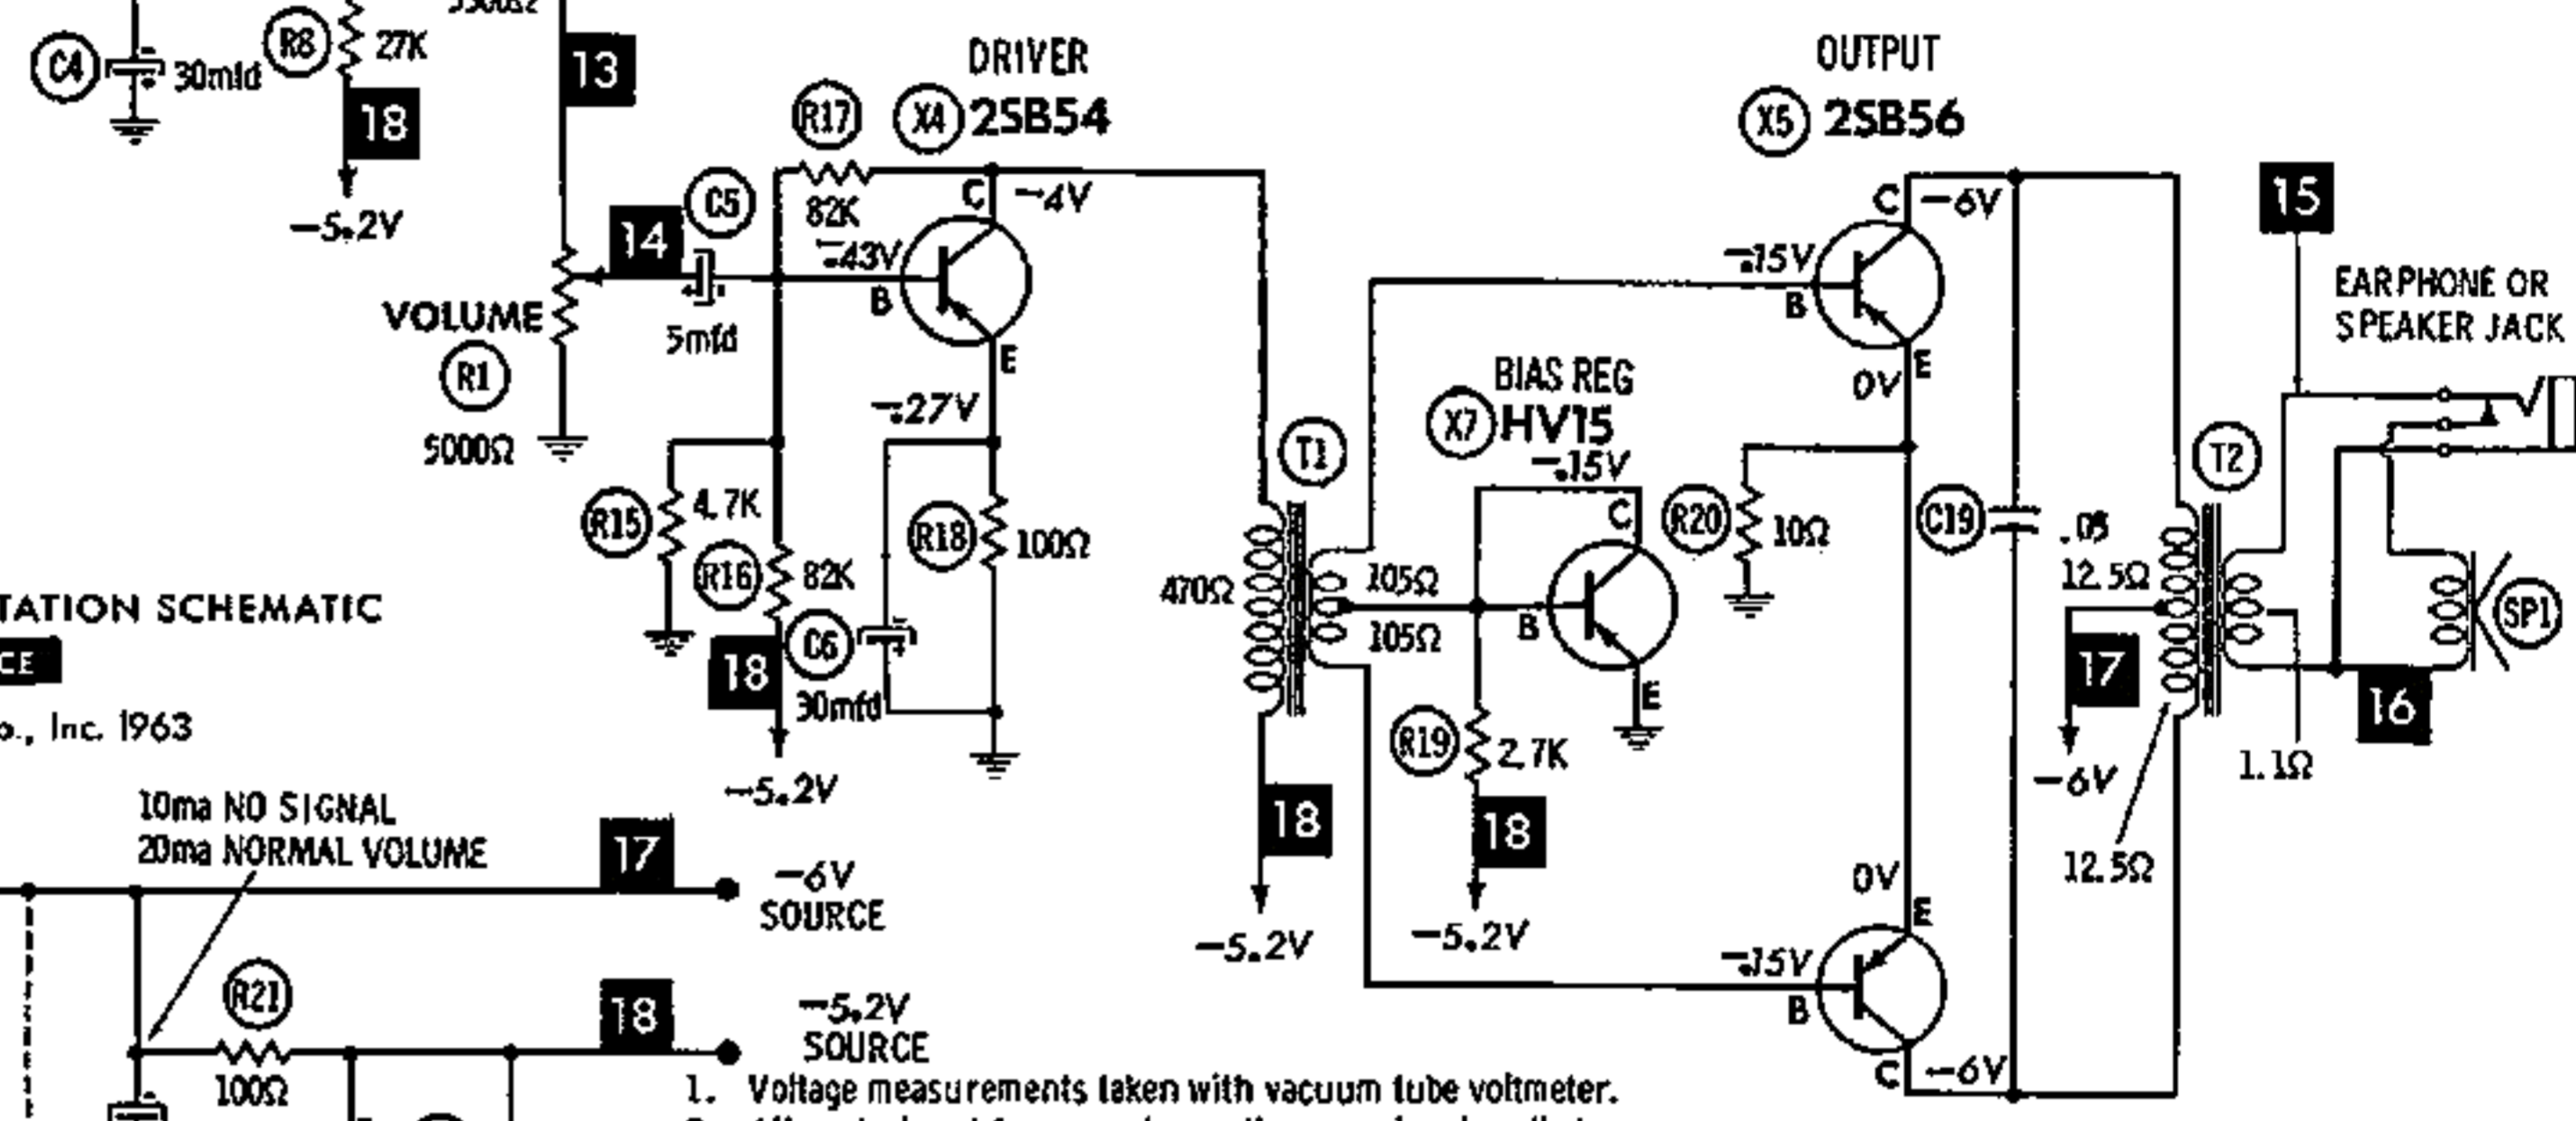 C4
30mfd
R8
27K
18
-5.2V
13
DRIVER
R17
X4 2SB54
82K
C -4V
C5
14
-.43V
B
5mfd
VOLUME
R1
5000Ω
E
-.27V
R15
4.7K
R16
82K
R18
100Ω
C6
30mfd
18
-5.2V
OUTPUT
X5 2SB56
C -6V
-.15V
B
E
0V
BIAS REG
X7 HV15
-.15V
C
B
E
T1
470Ω
105Ω
105Ω
R19
2.7K
18
-5.2V
18
-5.2V
R20
10Ω
C19
.05
12.5Ω
T2
17
-6V
12.5Ω
1.1Ω
15
EARPHONE OR
SPEAKER JACK
SP1
16
0V
E
-.15V
B
C -6V
TATION SCHEMATIC
CE
., Inc. 1963
10ma NO SIGNAL
20ma NORMAL VOLUME
17
-6V
SOURCE
R21
100Ω
18
-5.2V
SOURCE
1. Voltage measurements taken with vacuum tube voltmeter.